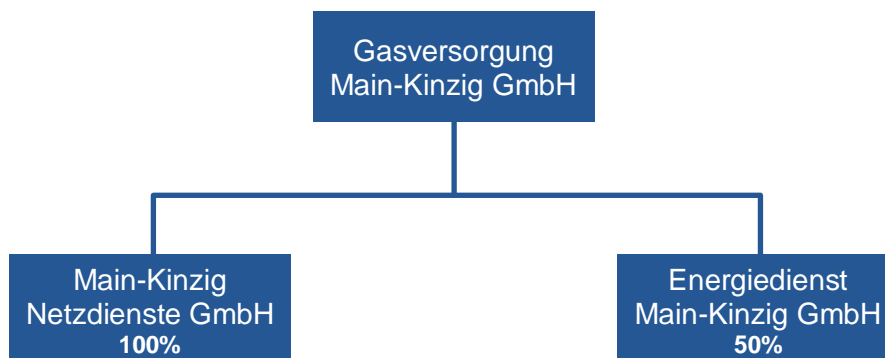 Gasversorgung
Main-Kinzig GmbH
Main-Kinzig
Netzdienste GmbH
100%
Energiedienst
Main-Kinzig GmbH
50%